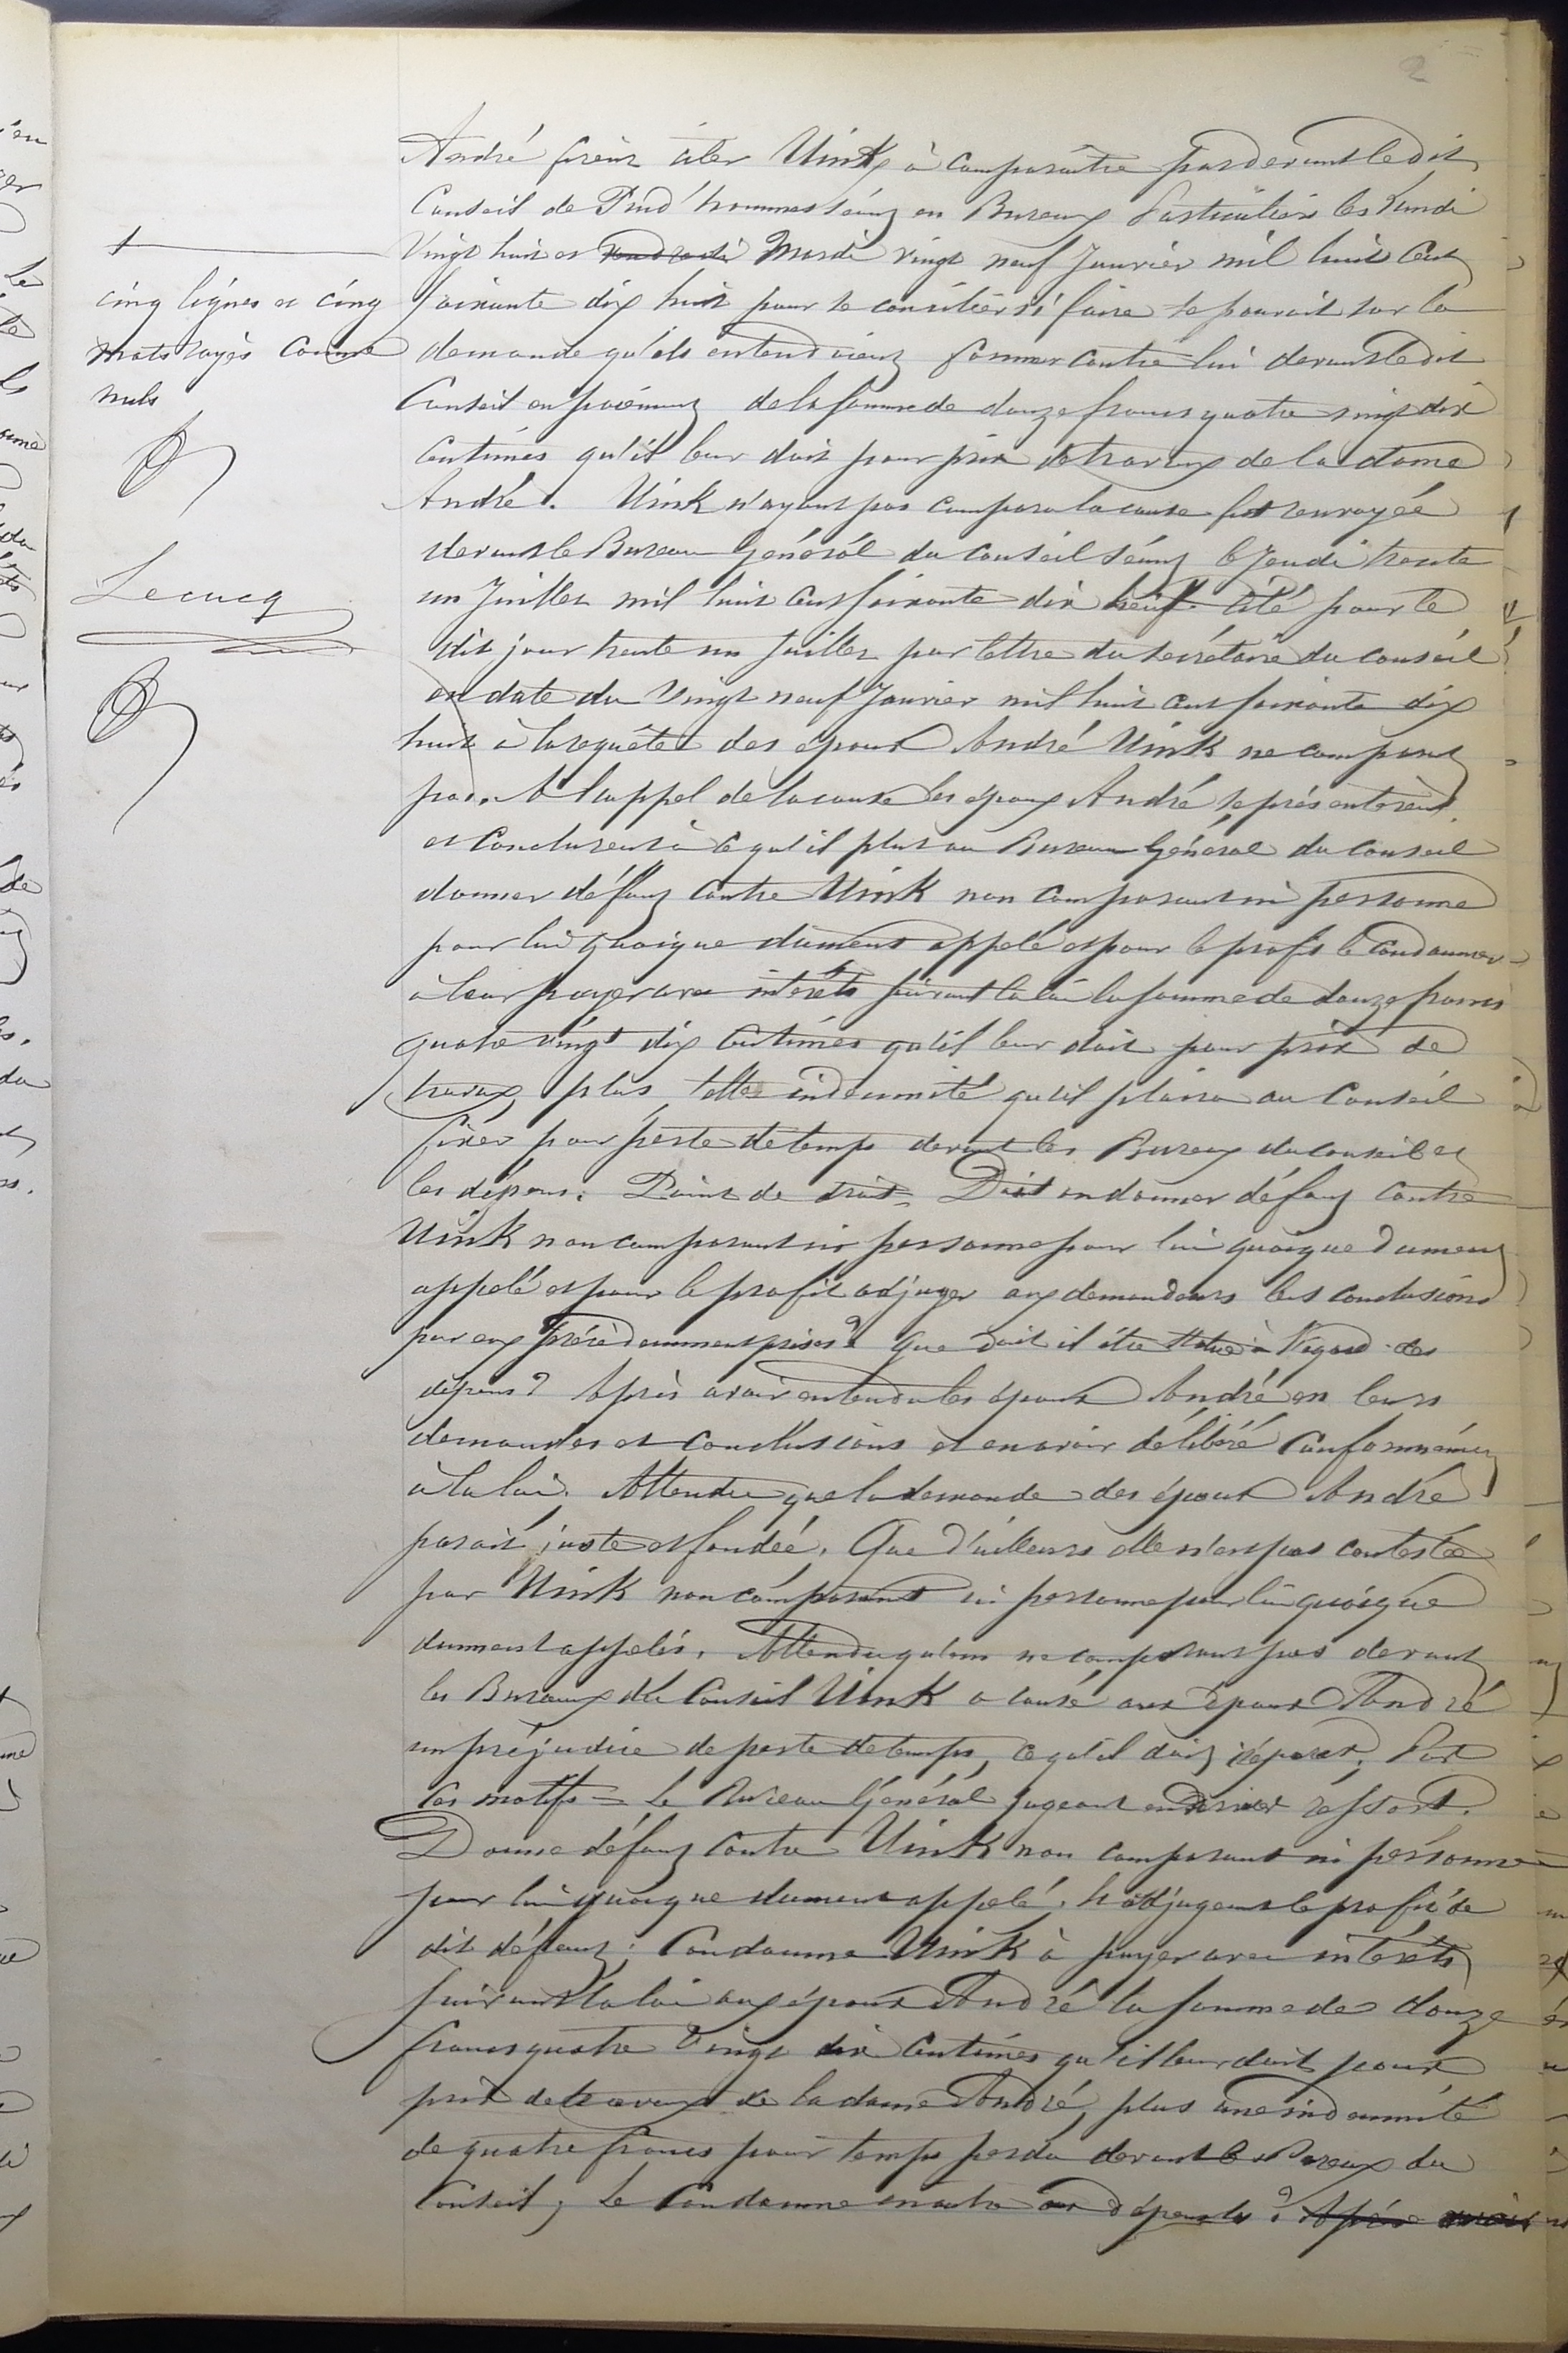 2
André firent citer Uink à comparaître pardevant le dit
Conseil de Prud'hommes séant en Bureaux Particuliers les Lundi
vingt huit et vendredi Mardi vingt neuf Janvier mil huit cent
soixante dix huit pour se concilier si faire se pouvait sur la
demande qu'ils entendaient former contre lui devant le dit
Conseil en paiement de la somme de douze francs quatre vingt dix
centimes qu'il leur doit pour prix de travaux de la dame
André. Uink n'ayant pas comparu la cause fut renvoyée
devant le Bureau Général du Conseil séant le Jeudi trente
un Juillet mil huit cent soixante dix huit. Cité pour le
dit jour trente un Juillet par lettre du secrétaire du conseil
en date du vingt neuf Janvier mil huit cent soixante dix
huit à la requête des époux André Uink ne comparut
pas. A l'appel de la cause les époux André se présentèrent
et conclurent à ce qu'il plut au Bureau Général du Conseil
donner défaut contre Uink non comparant ni personne
pour lui quoique dûment appelé et pour le profit le condamner
à leur payer avec intérêts suivant la loi la somme de douze francs
quatre vingt dix centimes qu'il leur doit pour prix de
travaux, plus telle indemnité qu'il plaira au Conseil
fixer pour perte de temps devant les Bureaux du conseil et
les dépens. Point de droit = Doit on donner défaut contre
Uink non comparant ni personne pour lui quoique dument
appelé et pour le profit adjuger aux demandeurs les conclusions
par eux précédemment prises? Que doit il être statué à l'égard des
dépens? Après avoir entendu les époux André en leurs
demandes et conclusions et en avoir délibéré conformément
à la loi. Attendu que la demande des époux André
parait juste et fondée. Que d'ailleurs elle n'est pas contestée
par Uink non comparant ni personne pour lui quoique
dument appelés. Attendu qu'en ne comparant pas devant
les Bureaux du Conseil Uink a causé aux époux André
un préjudice de perte de temps, ce qu'il doit réparer. Par
ces motifs = Le Bureau Général jugeant en dernier ressort.
Donne défaut contre Uink non comparant ni personne
pour lui quoique dument appelé. Et adjugeant le profit de
dit défaut; Condamne Uink à payer avec intérêts
suivant la loi aux époux André la somme de douze
francs quatre vingt dix centimes qu'il leur doit pour
prix de travaux de la dame André, plus une indemnité
de quatre francs pour temps perdu devant les Bureaux du
Conseil; Le Condamne en outre aux dépens? Après avoir
cinq lignes et cinq
mots rayés comme
nuls
Lecucq